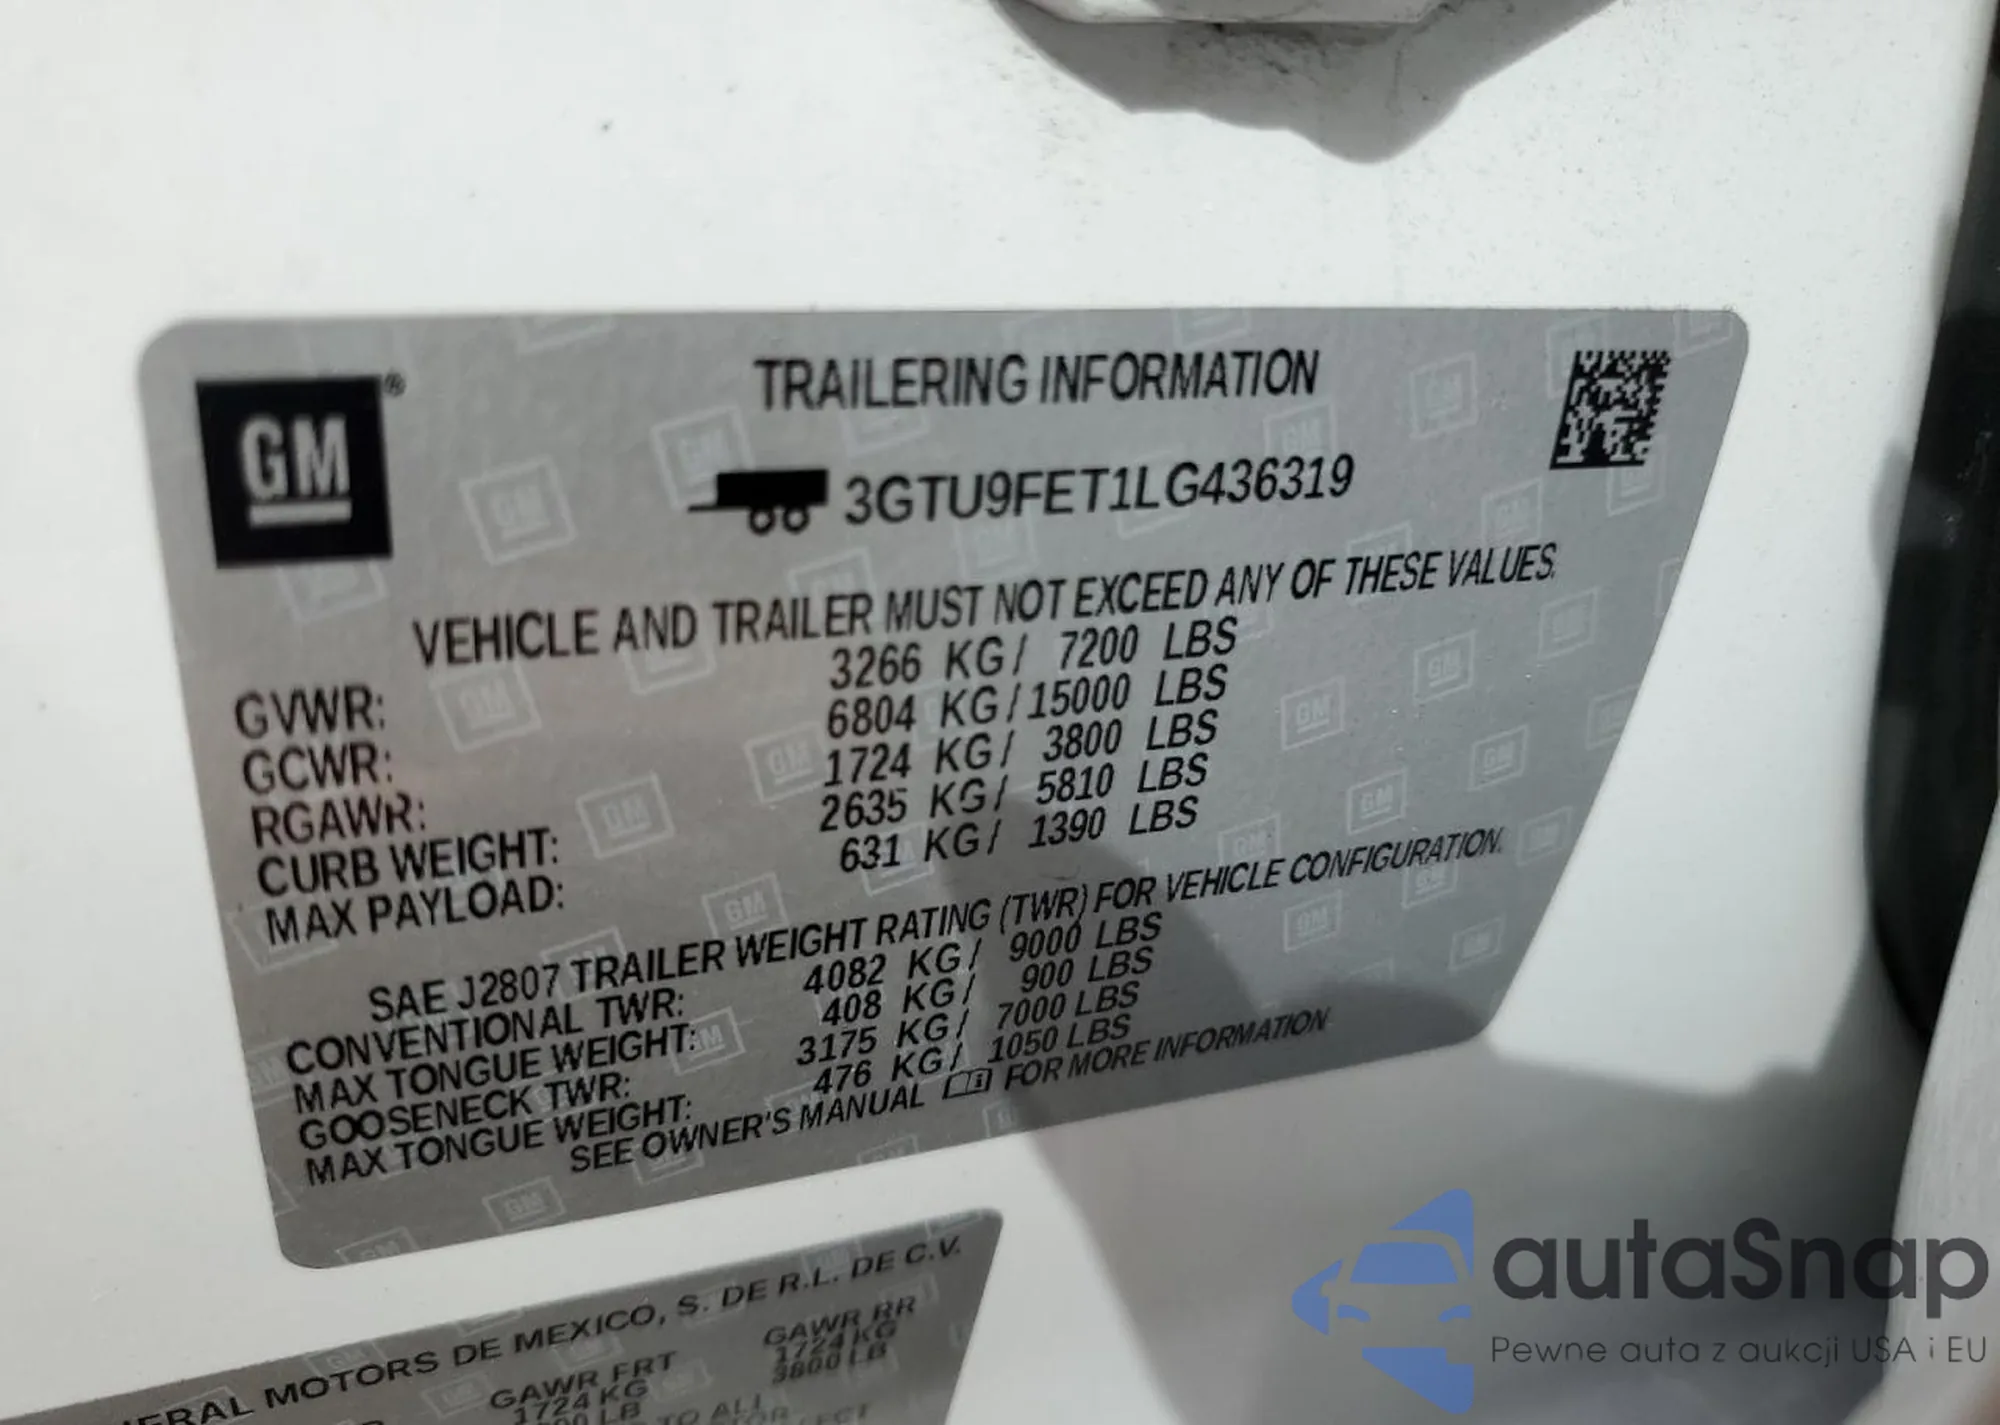 GM®
TRAILERING INFORMATION
3GTU9FET1LG436319
VEHICLE AND TRAILER MUST NOT EXCEED ANY OF THESE VALUES.
GVWR: 3266 KG/ 7200 LBS
GCWR: 6804 KG/15000 LBS
RGAWR: 1724 KG/ 3800 LBS
CURB WEIGHT: 2635 KG/ 5810 LBS
MAX PAYLOAD: 631 KG/ 1390 LBS
SAE J2807 TRAILER WEIGHT RATING (TWR) FOR VEHICLE CONFIGURATION.
CONVENTIONAL TWR: 4082 KG/ 9000 LBS
MAX TONGUE WEIGHT: 408 KG/ 900 LBS
GOOSENECK TWR: 3175 KG/ 7000 LBS
MAX TONGUE WEIGHT: 476 KG/ 1050 LBS
SEE OWNER'S MANUAL FOR MORE INFORMATION
MOTORS DE MEXICO, S. DE R.L. DE C.V.
GAWR FRT GAWR RR
1724 KG 1724 KG
LB 3800 LB
TO ALL
autaSnap
Pewne auta z aukcji USA i EU